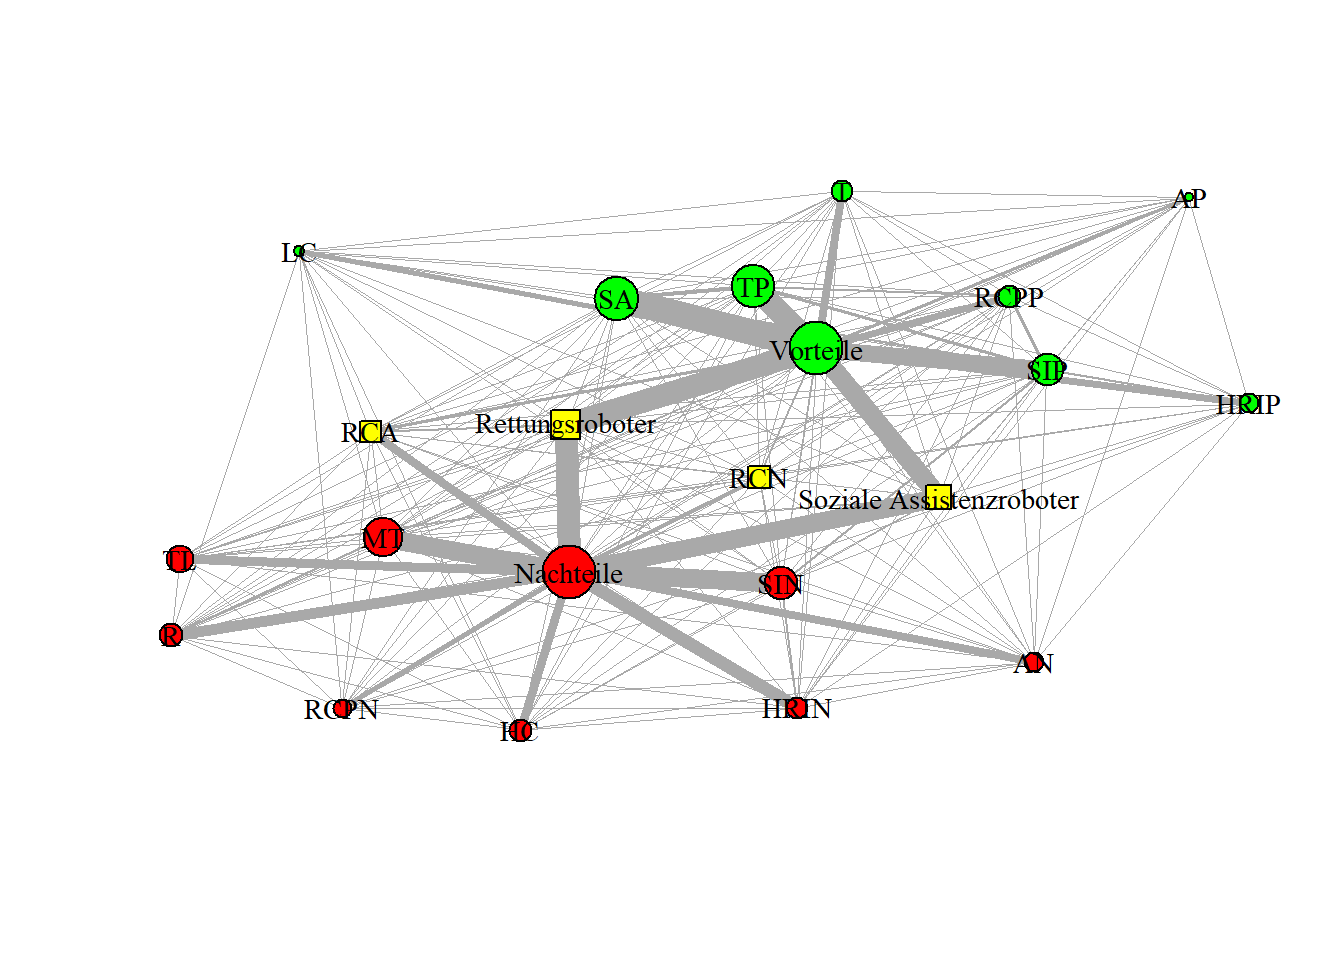 I
AP
LC
TP
SA
RCPP
Vorteile
SIP
HRIP
Rettungsroboter
RCA
RCN
Soziale Assistenzroboter
MT
TL
Nachteile
SIN
R
AN
RCPN
HRIN
HC